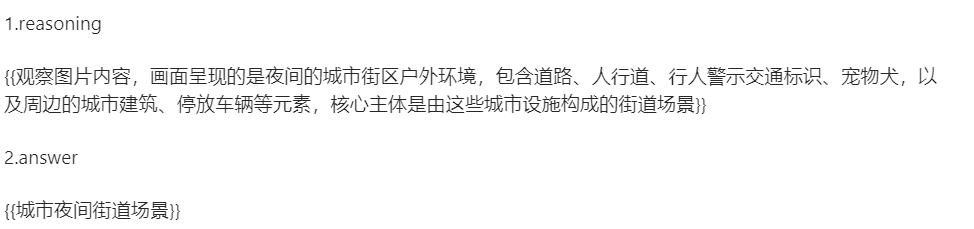 1.reasoning
{{观察图片内容，画面呈现的是夜间的城市街区户外环境，包含道路、人行道、行人警示交通标识、宠物犬，以
及周边的城市建筑、停放车辆等元素，核心主体是由这些城市设施构成的街道场景}}
2.answer
{{城市夜间街道场景}}